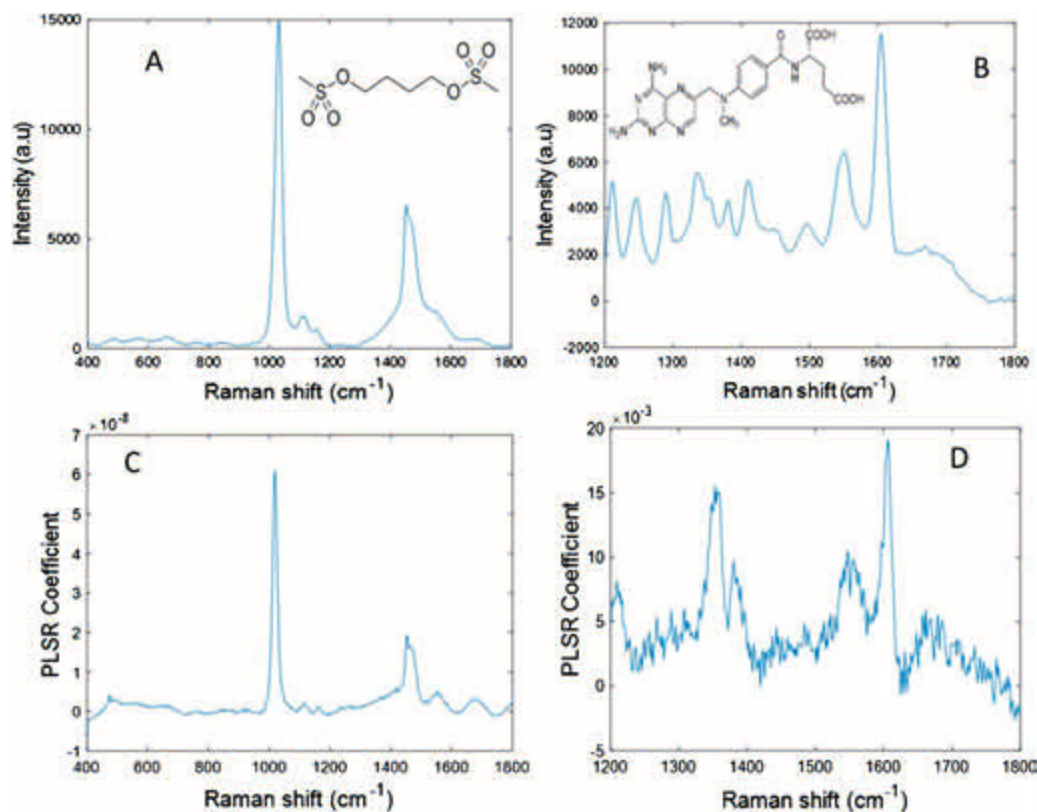 A
15000
10000
5000
0
Intensity (a.u)
400 600 800 1000 1200 1400 1600 1800
Raman shift (cm⁻¹)
O O
S
O
O
O
S
O O
B
12000
10000
8000
6000
4000
2000
0
-2000
Intensity (a.u)
1200 1300 1400 1500 1600 1700 1800
Raman shift (cm⁻¹)
O
COOH
NH₂
N
H
COOH
N
N
N
CH₃
H₂N
N
N
C
×10⁻⁸
7
6
5
4
3
2
1
0
-1
PLSR Coefficient
400 600 800 1000 1200 1400 1600 1800
Raman shift (cm⁻¹)
D
×10⁻³
20
15
10
5
0
-5
PLSR Coefficient
1200 1300 1400 1500 1600 1700 1800
Raman shift (cm⁻¹)